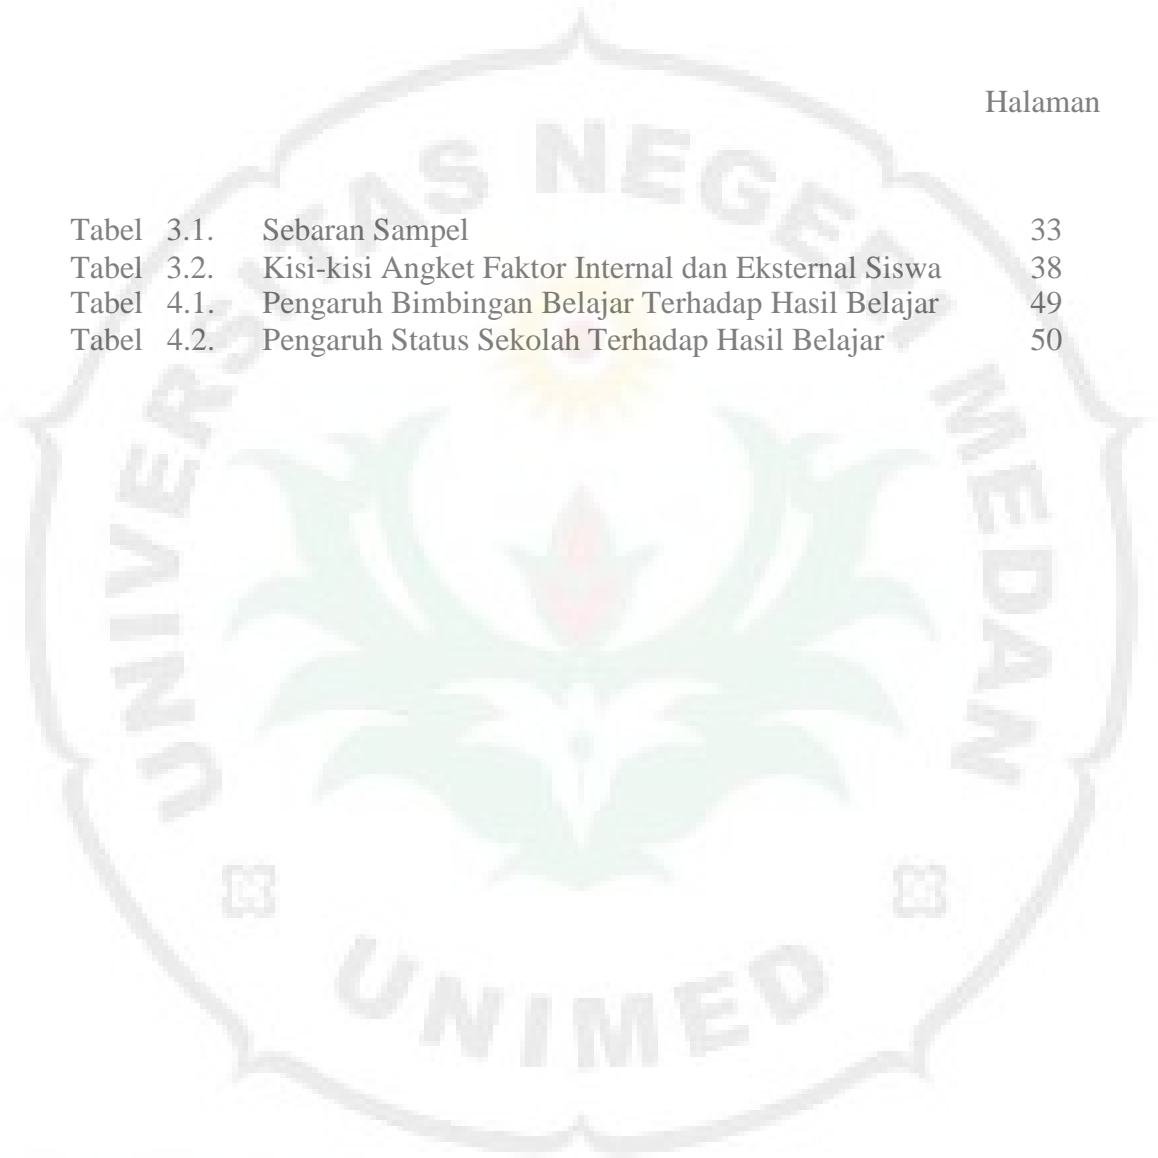 Halaman
Tabel 3.1. Sebaran Sampel 33
Tabel 3.2. Kisi-kisi Angket Faktor Internal dan Eksternal Siswa 38
Tabel 4.1. Pengaruh Bimbingan Belajar Terhadap Hasil Belajar 49
Tabel 4.2. Pengaruh Status Sekolah Terhadap Hasil Belajar 50
UNIVERSITAS NEGERI MEDAN
UNIMED